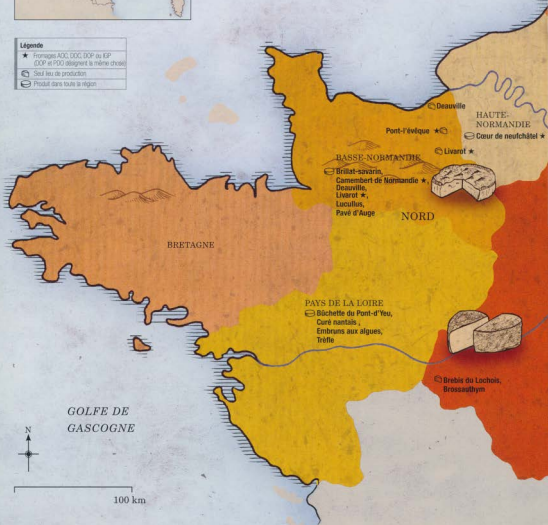 Légende
★ Fromages AOC, DOC, DOP ou IGP
(DOP et PDO désignent la même chose)
Seul lieu de production
Produit dans toute la région
Deauville
HAUTE-
NORMANDIE
Pont-l'évêque ★
Cœur de neufchâtel ★
Livarot ★
BASSE-NORMANDIE
Brillat-savarin,
Camembert de Normandie ★,
Deauville,
Livarot ★,
Lucullus,
Pavé d'Auge
NORD
BRETAGNE
PAYS DE LA LOIRE
Bûchette du Pont-d'Yeu,
Curé nantais,
Embruns aux algues,
Trèfle
Brebis du Lochois,
Brossauthym
GOLFE DE
GASCOGNE
N
100 km